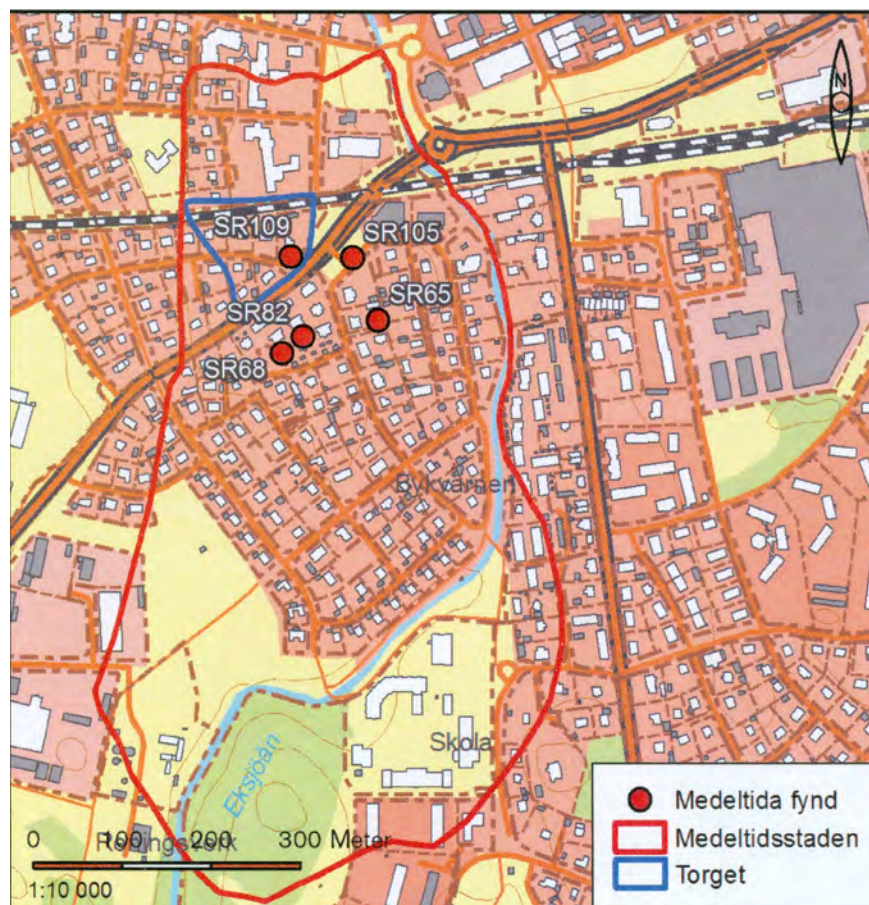 N
SR109
SR105
SR82
SR65
SR68
Bykvarnen
Skola
Eksjöån
0 100 200 300 Meter
Reningsverk
1:10 000
Medeltida fynd
Medeltidsstaden
Torget